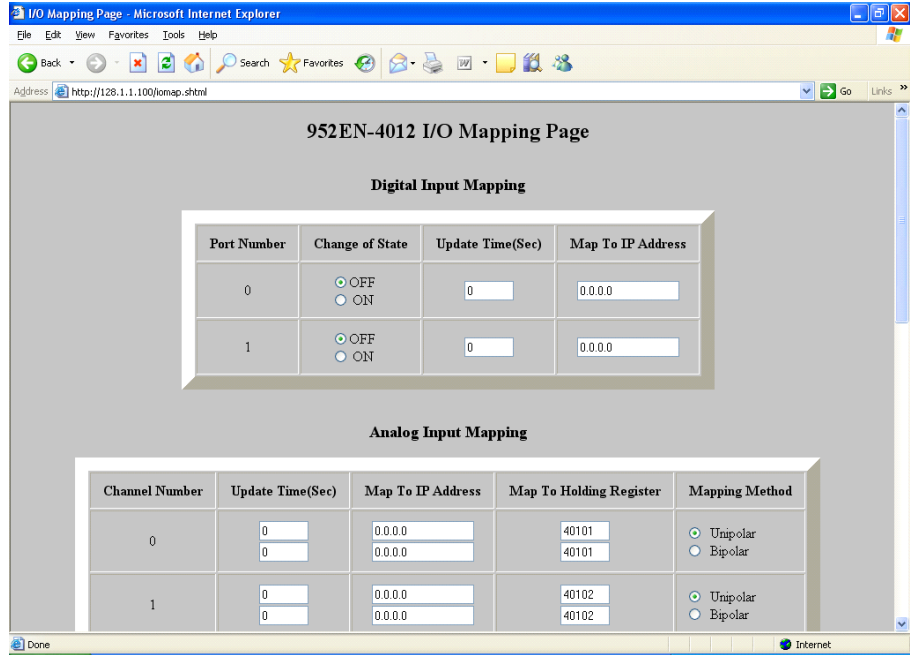 I/O Mapping Page - Microsoft Internet Explorer
File Edit View Favorites Tools Help
Back Search Favorites W
Address http://128.1.1.100/iomap.shtml Go Links »
952EN-4012 I/O Mapping Page
Digital Input Mapping
Port Number Change of State Update Time(Sec) Map To IP Address
0 OFF 0 0.0.0.0
ON
1 OFF 0 0.0.0.0
ON
Analog Input Mapping
Channel Number Update Time(Sec) Map To IP Address Map To Holding Register Mapping Method
0 0 0.0.0.0 40101 Unipolar
0 0.0.0.0 40101 Bipolar
1 0 0.0.0.0 40102 Unipolar
0 0.0.0.0 40102 Bipolar
Done Internet